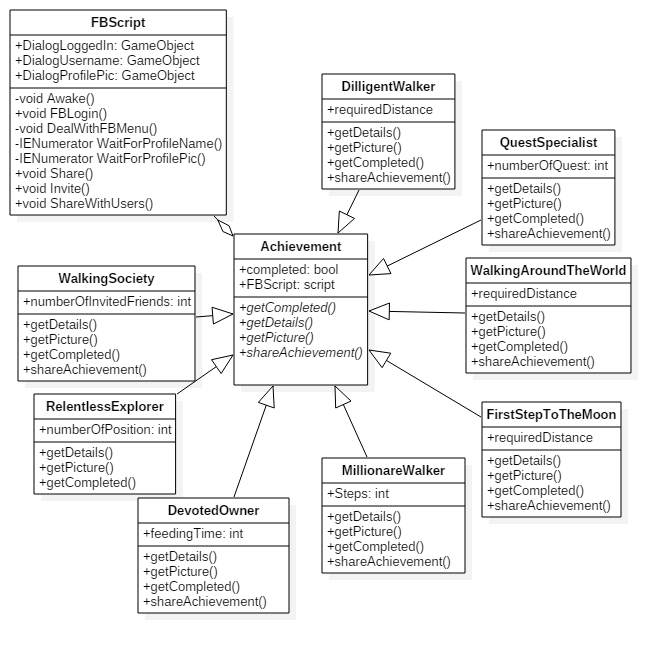 FBScript
+DialogLoggedIn: GameObject
+DialogUsername: GameObject
+DialogProfilePic: GameObject
-void Awake()
+void FBLogin()
-void DealWithFBMenu()
-IENumerator WaitForProfileName()
-IENumerator WaitForProfilePic()
+void Share()
+void Invite()
+void ShareWithUsers()
DilligentWalker
+requiredDistance
+getDetails()
+getPicture()
+getCompleted()
+shareAchievement()
QuestSpecialist
+numberOfQuest: int
+getDetails()
+getPicture()
+getCompleted()
+shareAchievement()
Achievement
+completed: bool
+FBScript: script
+getCompleted()
+getDetails()
+getPicture()
+shareAchievement()
WalkingSociety
+numberOfInvitedFriends: int
+getDetails()
+getPicture()
+getCompleted()
+shareAchievement()
WalkingAroundTheWorld
+requiredDistance
+getDetails()
+getPicture()
+getCompleted()
+shareAchievement()
RelentlessExplorer
+numberOfPosition: int
+getDetails()
+getPicture()
+getCompleted()
FirstStepToTheMoon
+requiredDistance
+getDetails()
+getPicture()
+getCompleted()
+shareAchievement()
MillionareWalker
+Steps: int
+getDetails()
+getPicture()
+getCompleted()
+shareAchievement()
DevotedOwner
+feedingTime: int
+getDetails()
+getPicture()
+getCompleted()
+shareAchievement()